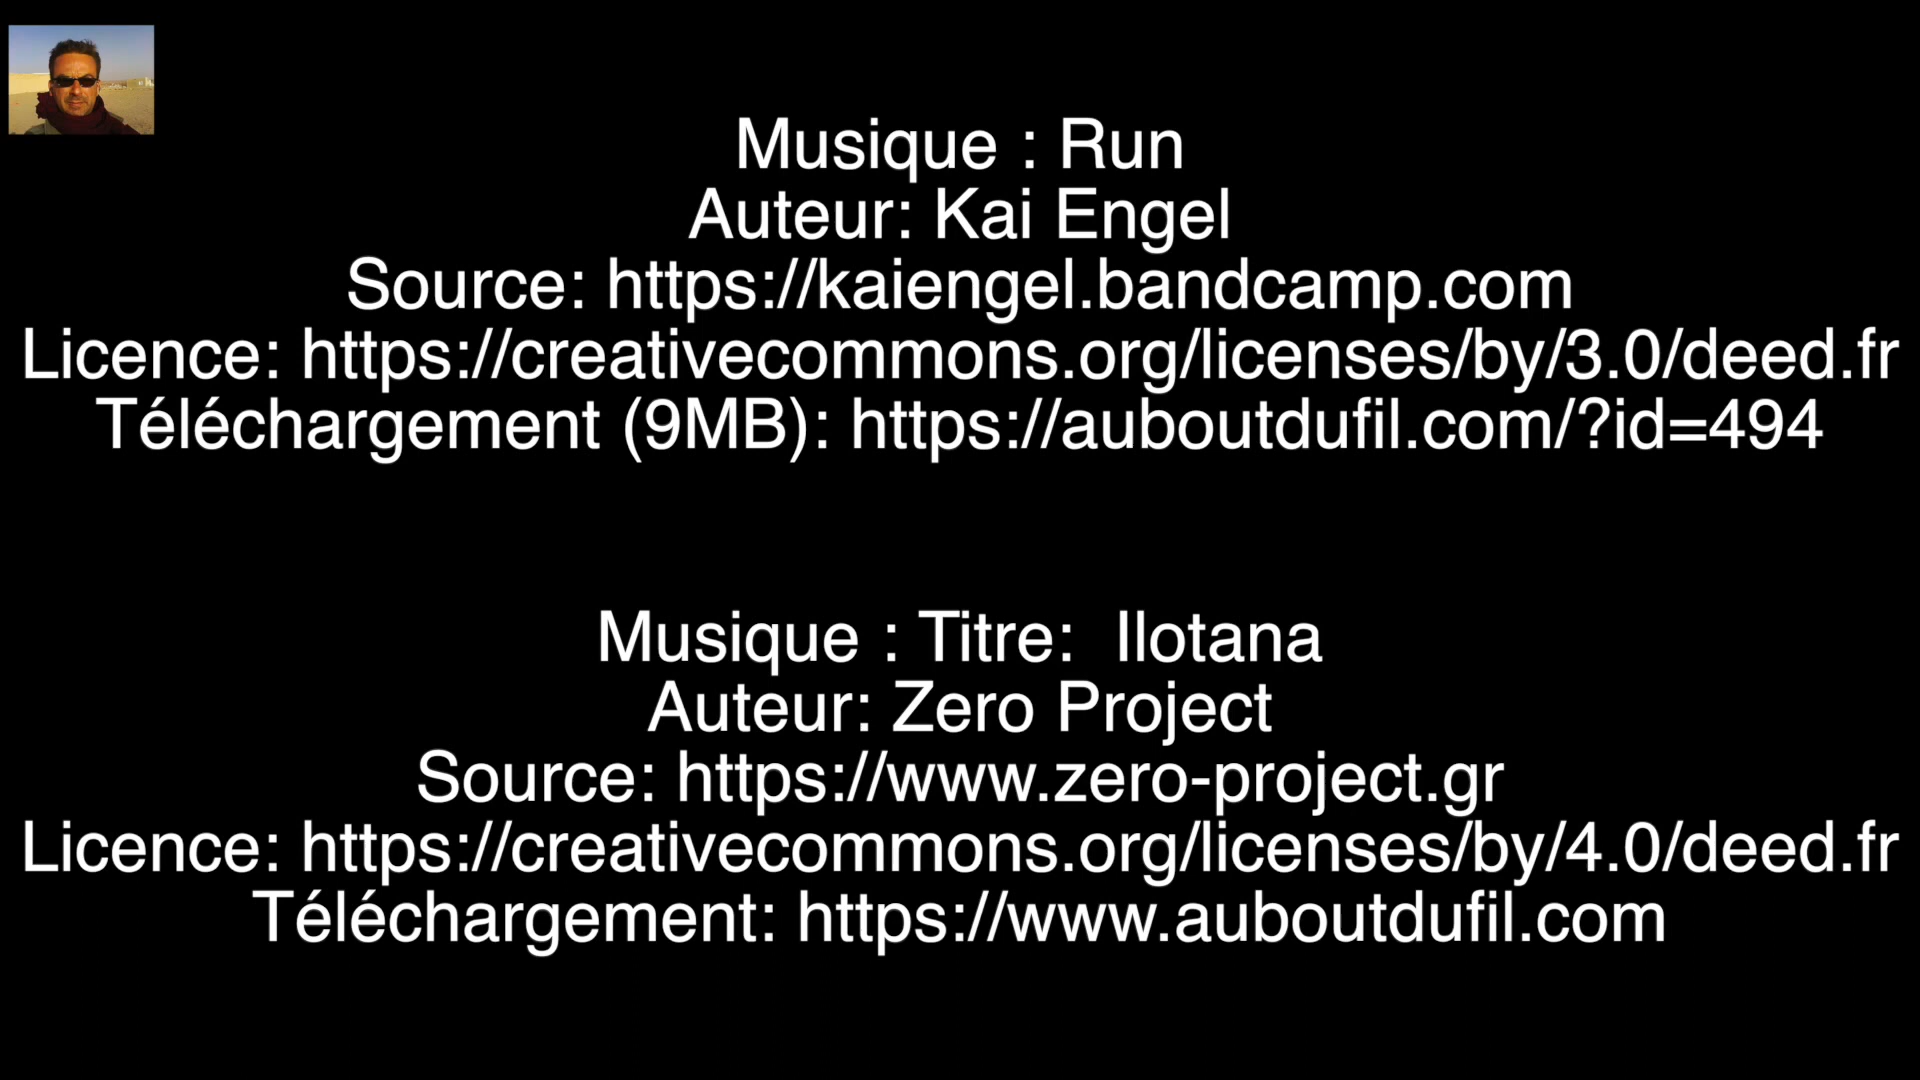 Musique : Run
Auteur: Kai Engel
Source: https://kaiengel.bandcamp.com
Licence: https://creativecommons.org/licenses/by/3.0/deed.fr
Téléchargement (9MB): https://auboutdufil.com/?id=494
Musique : Titre:  Ilotana
Auteur: Zero Project
Source: https://www.zero-project.gr
Licence: https://creativecommons.org/licenses/by/4.0/deed.fr
Téléchargement: https://www.auboutdufil.com